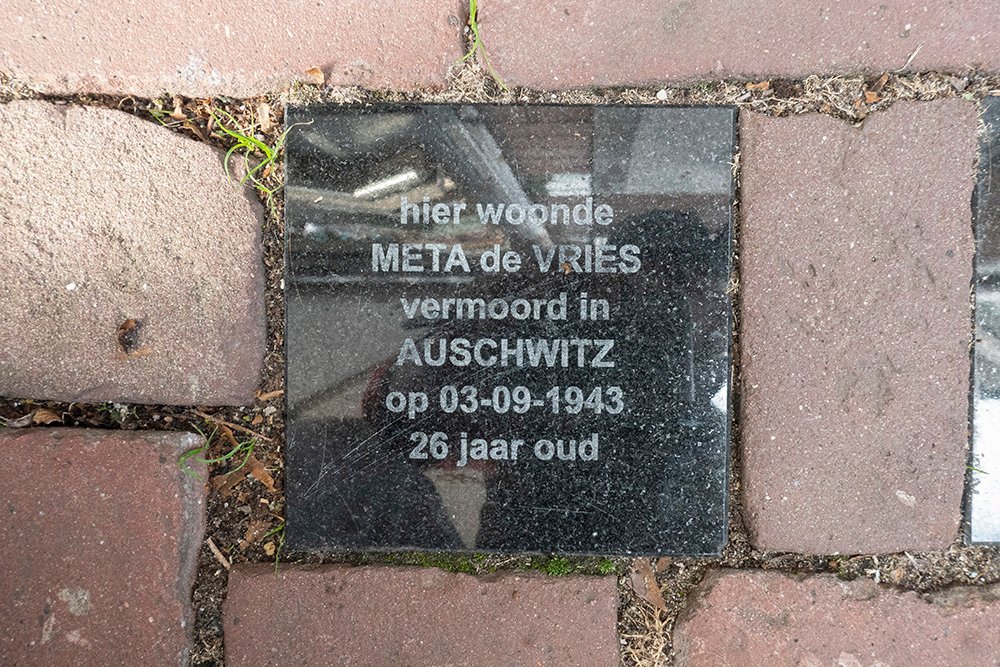 hier woonde
META de VRIES
vermoord in
AUSCHWITZ
op 03-09-1943
26 jaar oud